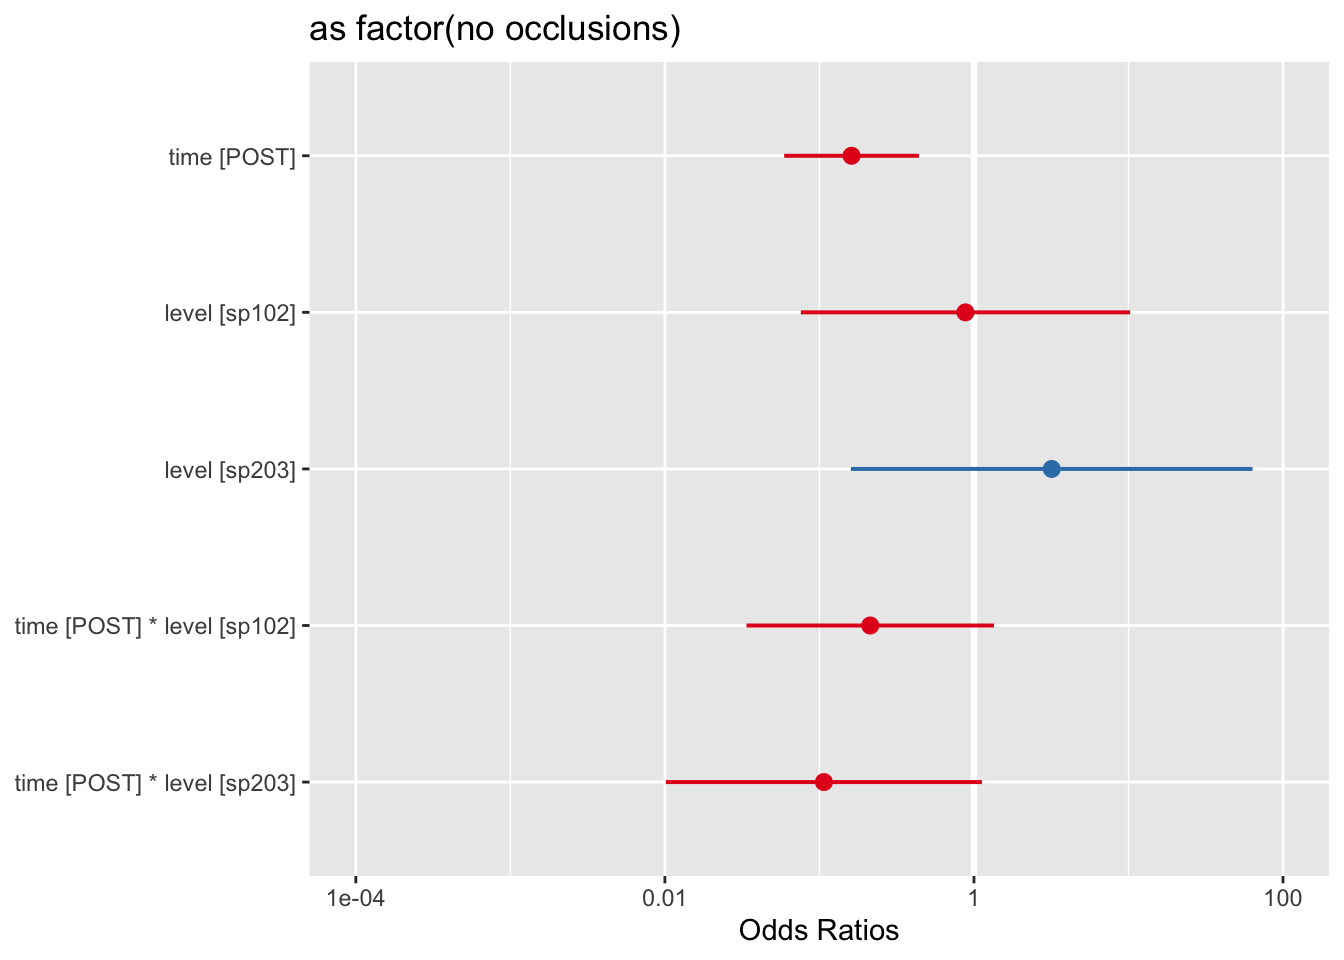 as factor(no occlusions)
time [POST]
level [sp102]
level [sp203]
time [POST] * level [sp102]
time [POST] * level [sp203]
1e-04 0.01 1 100
Odds Ratios